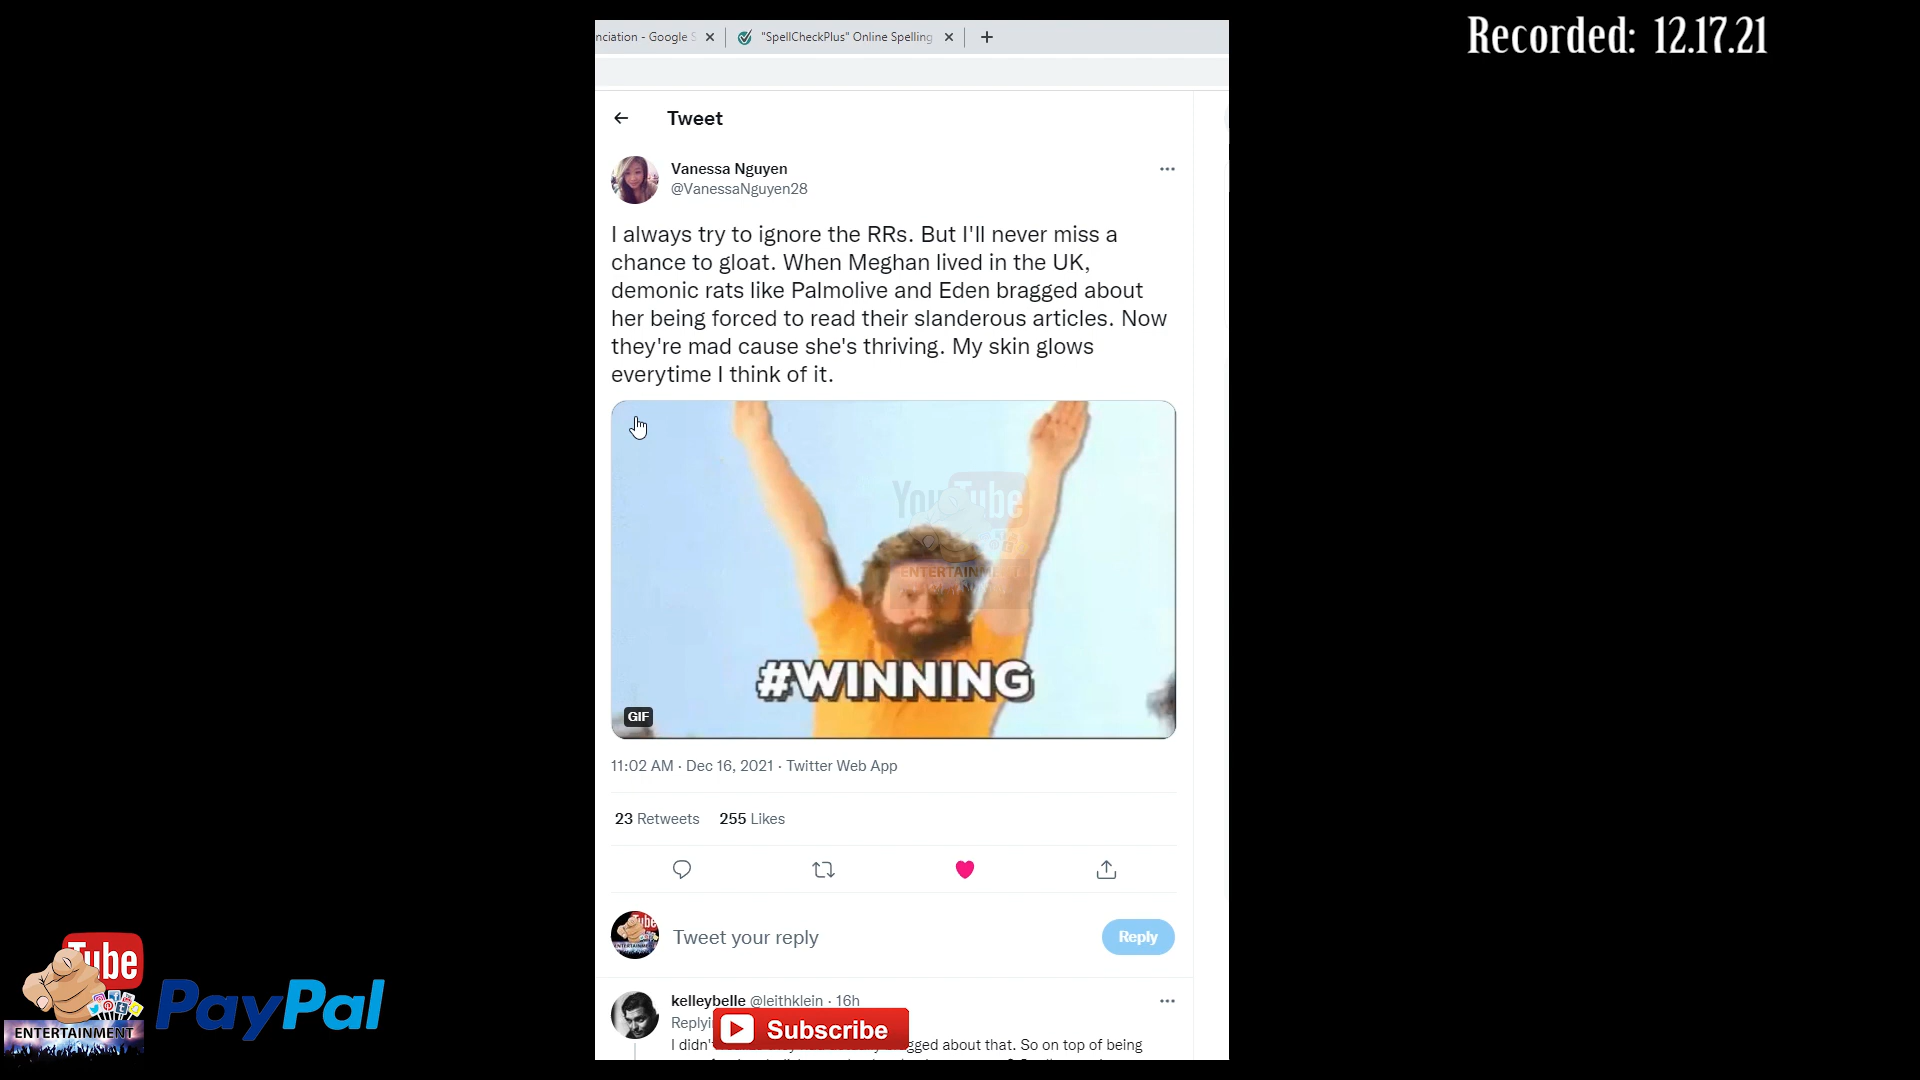 Recorded: 12.17.21
nciation - Google S
"SpellCheckPlus" Online Spelling
Tweet
Vanessa Nguyen
@VanessaNguyen28
I always try to ignore the RRs. But I'll never miss a
chance to gloat. When Meghan lived in the UK,
demonic rats like Palmolive and Eden bragged about
her being forced to read their slanderous articles. Now
they're mad cause she's thriving. My skin glows
everytime I think of it.
YouTube
ENTERTAINMENT
#WINNING
GIF
11:02 AM · Dec 16, 2021 · Twitter Web App
23 Retweets 255 Likes
Tweet your reply
Reply
kelleybelle @leithklein · 16h
Subscribe
I didn' gged about that. So on top of being
Tube
ENTERTAINMENT
PayPal